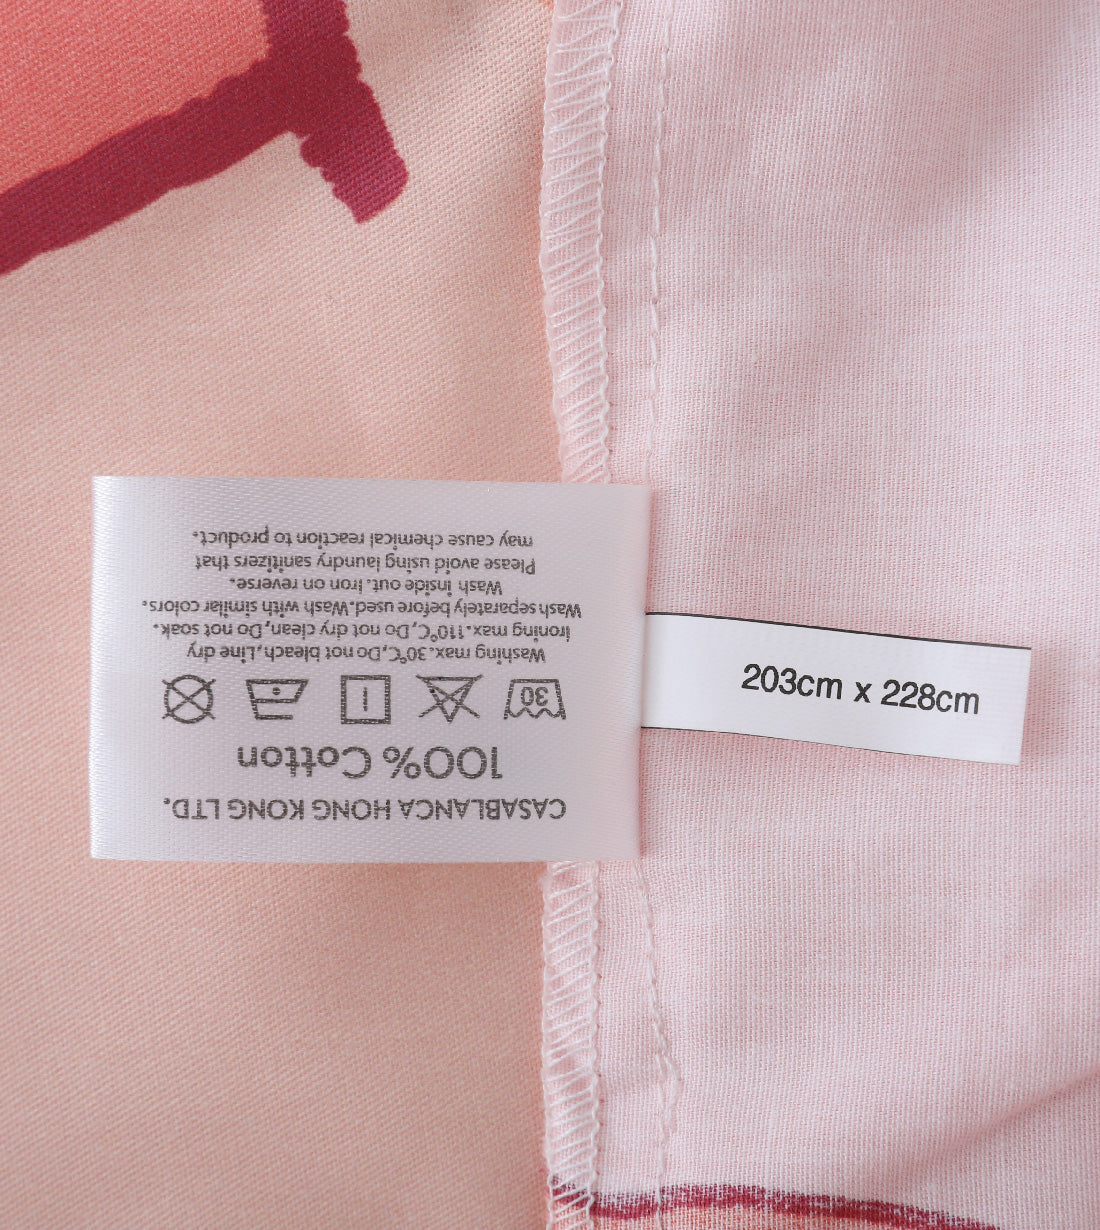 CASABLANCA HONG KONG LTD.
100% Cotton
30
Washing max.30°C,Do not bleach,Line dry
ironing max.110°C,Do not dry clean,Do not soak.
Wash separately before used.Wash with similar colors.
Wash inside out.Iron on reverse.
Please avoid using laundry sanitizers that
may cause chemical reaction to product.
203cm x 228cm